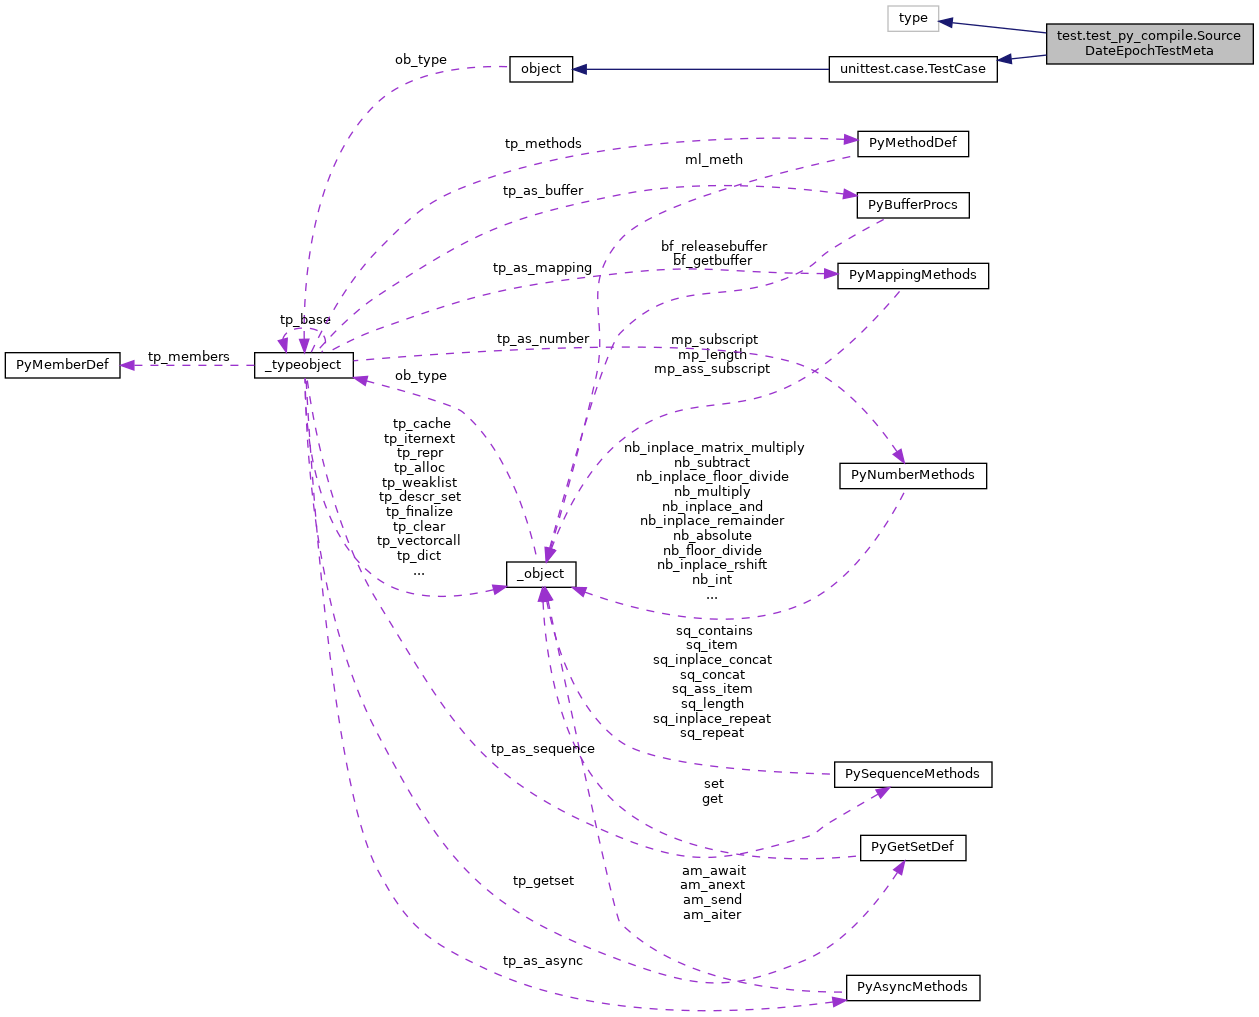 type
test.test_py_compile.Source
DateEpochTestMeta
ob_type
object
unittest.case.TestCase
tp_methods
PyMethodDef
ml_meth
tp_as_buffer
PyBufferProcs
bf_releasebuffer
bf_getbuffer
tp_as_mapping
PyMappingMethods
tp_base
tp_as_number
mp_subscript
mp_length
mp_ass_subscript
PyMemberDef
tp_members
_typeobject
ob_type
tp_cache
tp_iternext
tp_repr
tp_alloc
tp_weaklist
tp_descr_set
tp_finalize
tp_clear
tp_vectorcall
tp_dict
...
nb_inplace_matrix_multiply
nb_subtract
nb_inplace_floor_divide
nb_multiply
nb_inplace_and
nb_inplace_remainder
nb_absolute
nb_floor_divide
nb_inplace_rshift
nb_int
...
PyNumberMethods
_object
sq_contains
sq_item
sq_inplace_concat
sq_concat
sq_ass_item
sq_length
sq_inplace_repeat
sq_repeat
tp_as_sequence
PySequenceMethods
set
get
PyGetSetDef
tp_getset
am_await
am_anext
am_send
am_aiter
tp_as_async
PyAsyncMethods